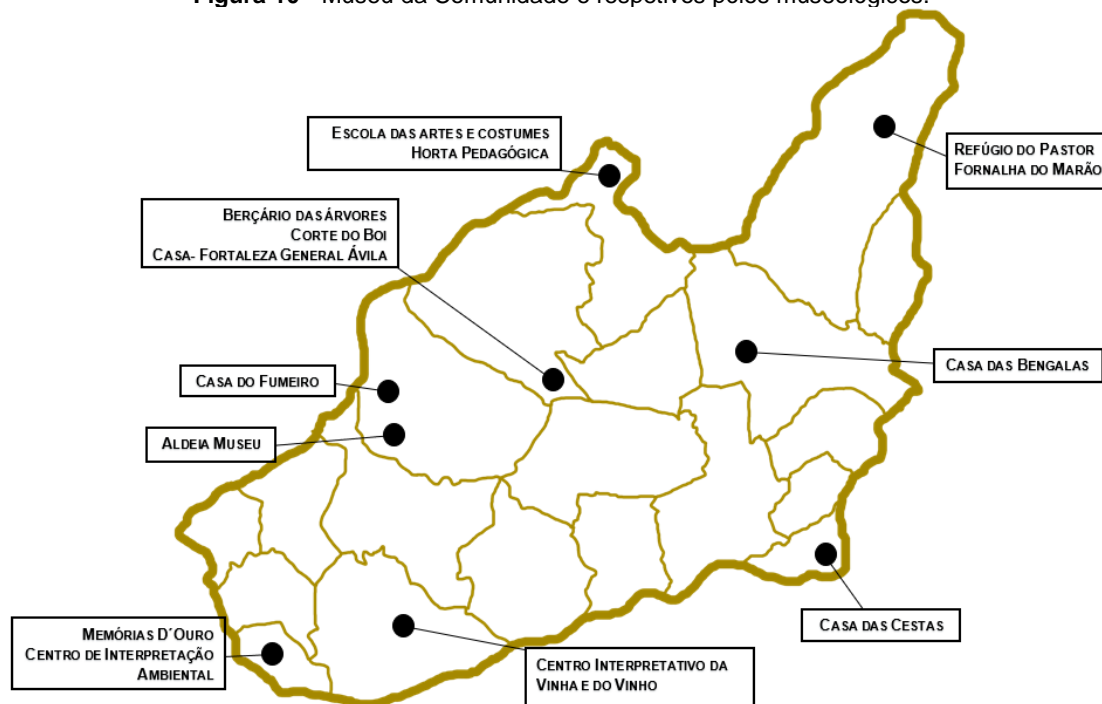 Museu da Comunidade e respetivos polos museológicos.
ESCOLA DAS ARTES E COSTUMES
HORTA PEDAGÓGICA
REFÚGIO DO PASTOR
FORNALHA DO MARÃO
BERÇÁRIO DAS ÁRVORES
CORTE DO BOI
CASA- FORTALEZA GENERAL ÁVILA
CASA DAS BENGALAS
CASA DO FUMEIRO
ALDEIA MUSEU
CASA DAS CESTAS
MEMÓRIAS D´OURO
CENTRO DE INTERPRETAÇÃO
AMBIENTAL
CENTRO INTERPRETATIVO DA
VINHA E DO VINHO